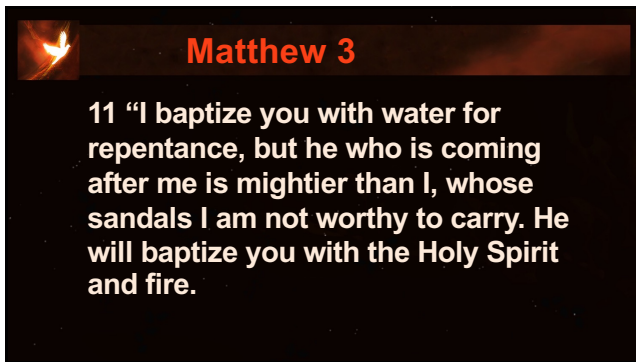 Matthew 3
11 “I baptize you with water for
repentance, but he who is coming
after me is mightier than I, whose
sandals I am not worthy to carry. He
will baptize you with the Holy Spirit
and fire.